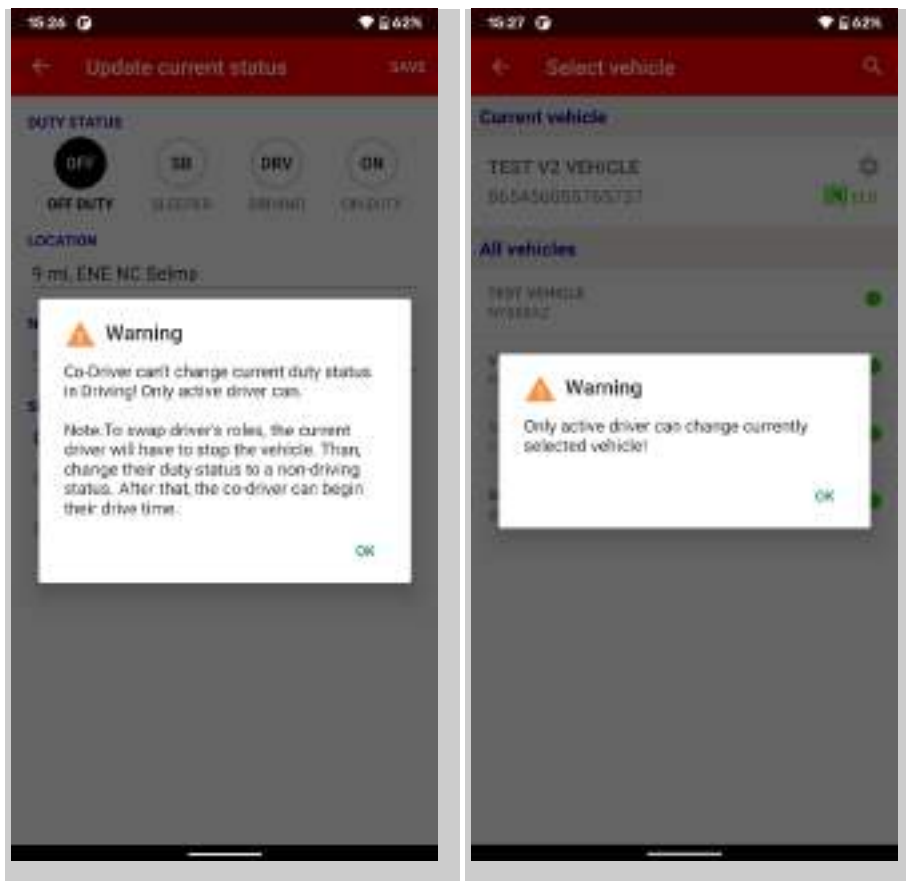 15:26
62%
Update current status
SAVE
DUTY STATUS
OFF
SB
DRV
ON
OFF DUTY
SLEEPER
DRIVING
ON DUTY
LOCATION
9 mi, ENE NC Selma
Warning
Co-Driver can't change current duty status
in Driving! Only active driver can.
Note:To swap driver's roles, the current
driver will have to stop the vehicle. Than,
change their duty status to a non-driving
status. After that, the co-driver can begin
their drive time.
OK
15:27
62%
Select vehicle
Current vehicle
TEST V2 VEHICLE
All vehicles
TEST VEHICLE
Warning
Only active driver can change currently
selected vehicle!
OK